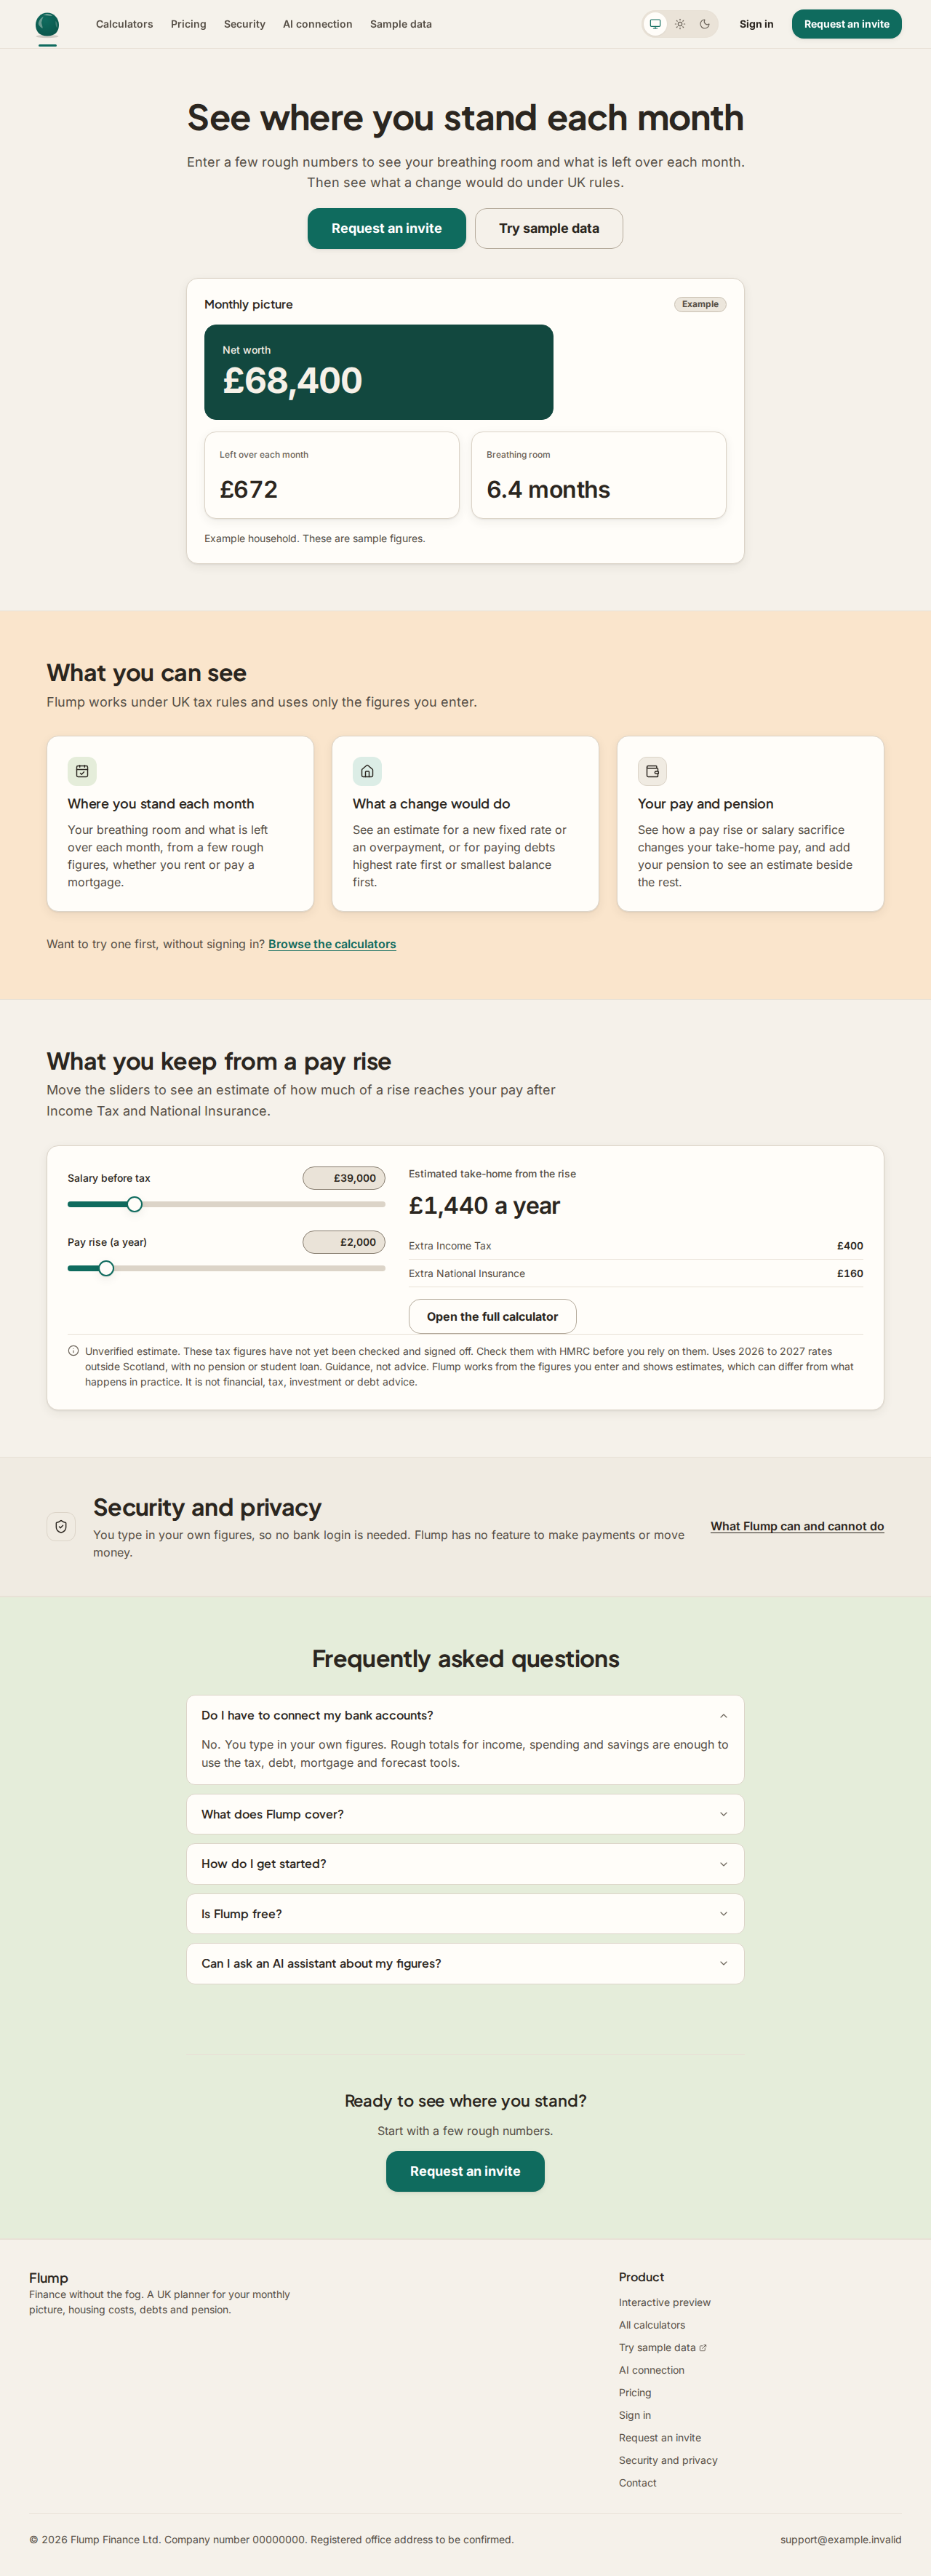 Calculators Pricing Security AI connection Sample data Sign in Request an invite
See where you stand each month
Enter a few rough numbers to see your breathing room and what is left over each month.
Then see what a change would do under UK rules.
Request an invite Try sample data
Monthly picture Example
Net worth
£68,400
Left over each month Breathing room
£672 6.4 months
Example household. These are sample figures.
What you can see
Flump works under UK tax rules and uses only the figures you enter.
Where you stand each month
Your breathing room and what is left
over each month, from a few rough
figures, whether you rent or pay a
mortgage.
What a change would do
See an estimate for a new fixed rate or
an overpayment, or for paying debts
highest rate first or smallest balance
first.
Your pay and pension
See how a pay rise or salary sacrifice
changes your take-home pay, and add
your pension to see an estimate beside
the rest.
Want to try one first, without signing in? Browse the calculators
What you keep from a pay rise
Move the sliders to see an estimate of how much of a rise reaches your pay after
Income Tax and National Insurance.
Salary before tax £39,000
Pay rise (a year) £2,000
Estimated take-home from the rise
£1,440 a year
Extra Income Tax £400
Extra National Insurance £160
Open the full calculator
Unverified estimate. These tax figures have not yet been checked and signed off. Check them with HMRC before you rely on them. Uses 2026 to 2027 rates
outside Scotland, with no pension or student loan. Guidance, not advice. Flump works from the figures you enter and shows estimates, which can differ from what
happens in practice. It is not financial, tax, investment or debt advice.
Security and privacy
You type in your own figures, so no bank login is needed. Flump has no feature to make payments or move
money.
What Flump can and cannot do
Frequently asked questions
Do I have to connect my bank accounts?
No. You type in your own figures. Rough totals for income, spending and savings are enough to
use the tax, debt, mortgage and forecast tools.
What does Flump cover?
How do I get started?
Is Flump free?
Can I ask an AI assistant about my figures?
Ready to see where you stand?
Start with a few rough numbers.
Request an invite
Flump
Finance without the fog. A UK planner for your monthly
picture, housing costs, debts and pension.
Product
Interactive preview
All calculators
Try sample data
AI connection
Pricing
Sign in
Request an invite
Security and privacy
Contact
© 2026 Flump Finance Ltd. Company number 00000000. Registered office address to be confirmed. support@example.invalid